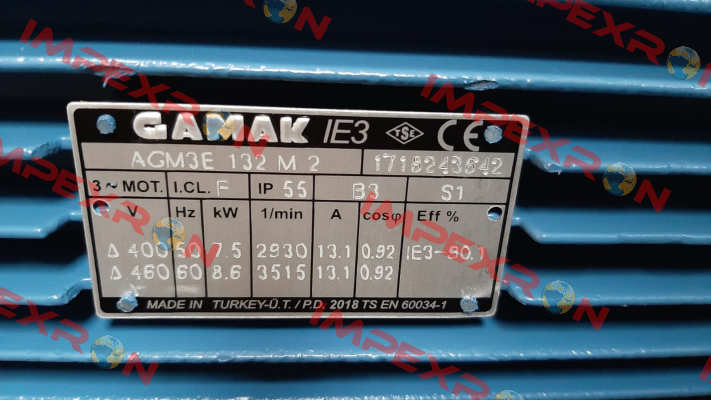 GAMAK IE3 TSE CE
AGM3E 132 M 2 1718243642
3~MOT. I.CL. F IP 55 B3 S1
V Hz kW 1/min A cosφ Eff %
Δ 400 50 7.5 2930 13.1 0.92 IE3-90.1
Δ 460 60 8.6 3515 13.1 0.92
MADE IN TURKEY-Ü.T./P.D. 2018 TS EN 60034-1
IMPEXRON
IMPEXRON
IMPEXRON
IMPEXRON
IMPEXRON
IMPEXRON